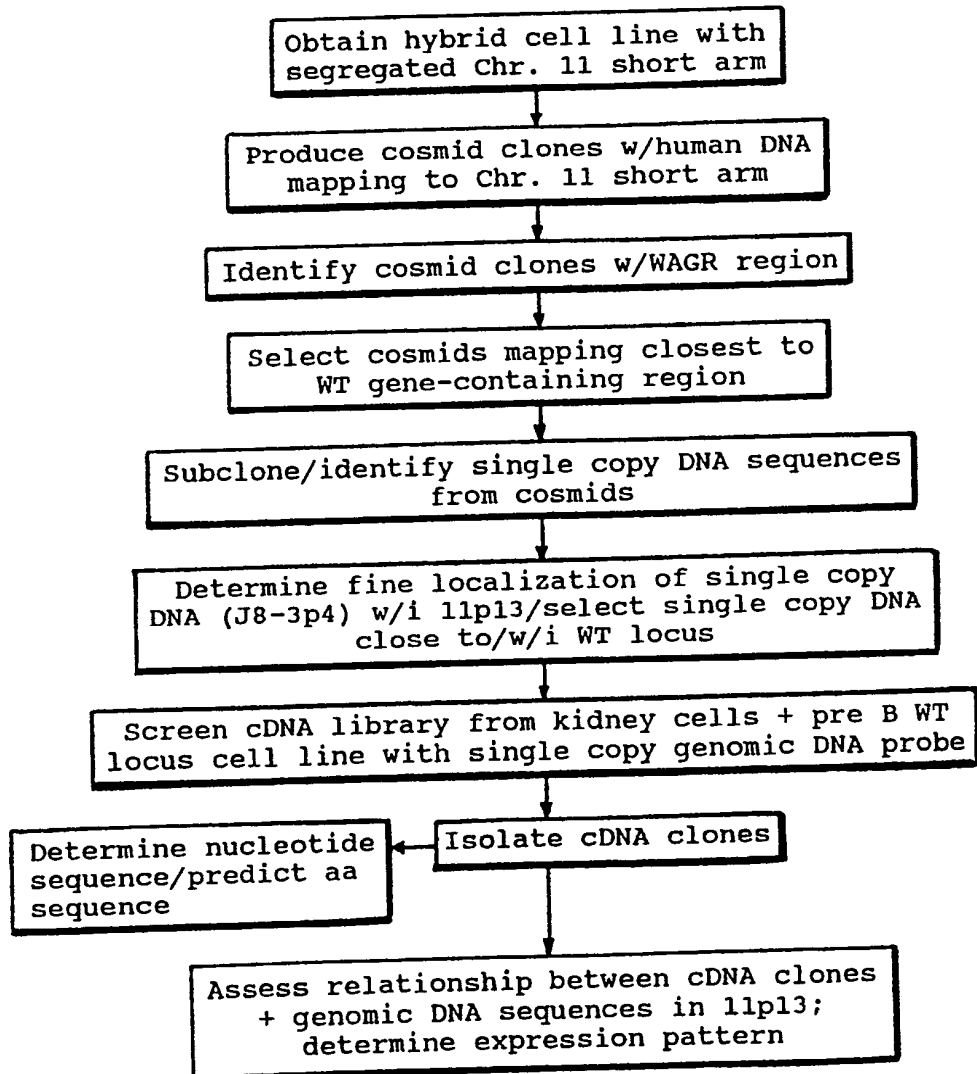 Obtain hybrid cell line with
segregated Chr. 11 short arm
Produce cosmid clones w/human DNA
mapping to Chr. 11 short arm
Identify cosmid clones w/WAGR region
Select cosmids mapping closest to
WT gene-containing region
Subclone/identify single copy DNA sequences
from cosmids
Determine fine localization of single copy
DNA (J8-3p4) w/i 11p13/select single copy DNA
close to/w/i WT locus
Screen cDNA library from kidney cells + pre B WT
locus cell line with single copy genomic DNA probe
Isolate cDNA clones
Determine nucleotide
sequence/predict aa
sequence
Assess relationship between cDNA clones
+ genomic DNA sequences in 11p13;
determine expression pattern